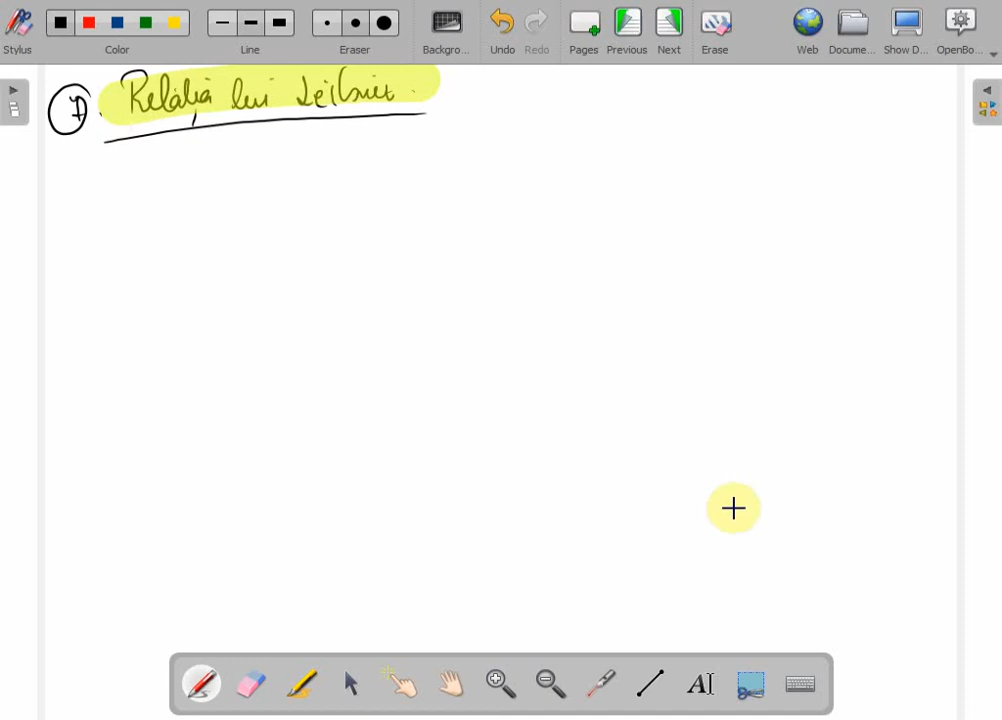 Stylus
Color
Line
Eraser
Backgro...
Undo
Redo
Pages
Previous
Next
Erase
Web
Docume...
Show D...
OpenBo...
7. Relația lui Leibniz.
A